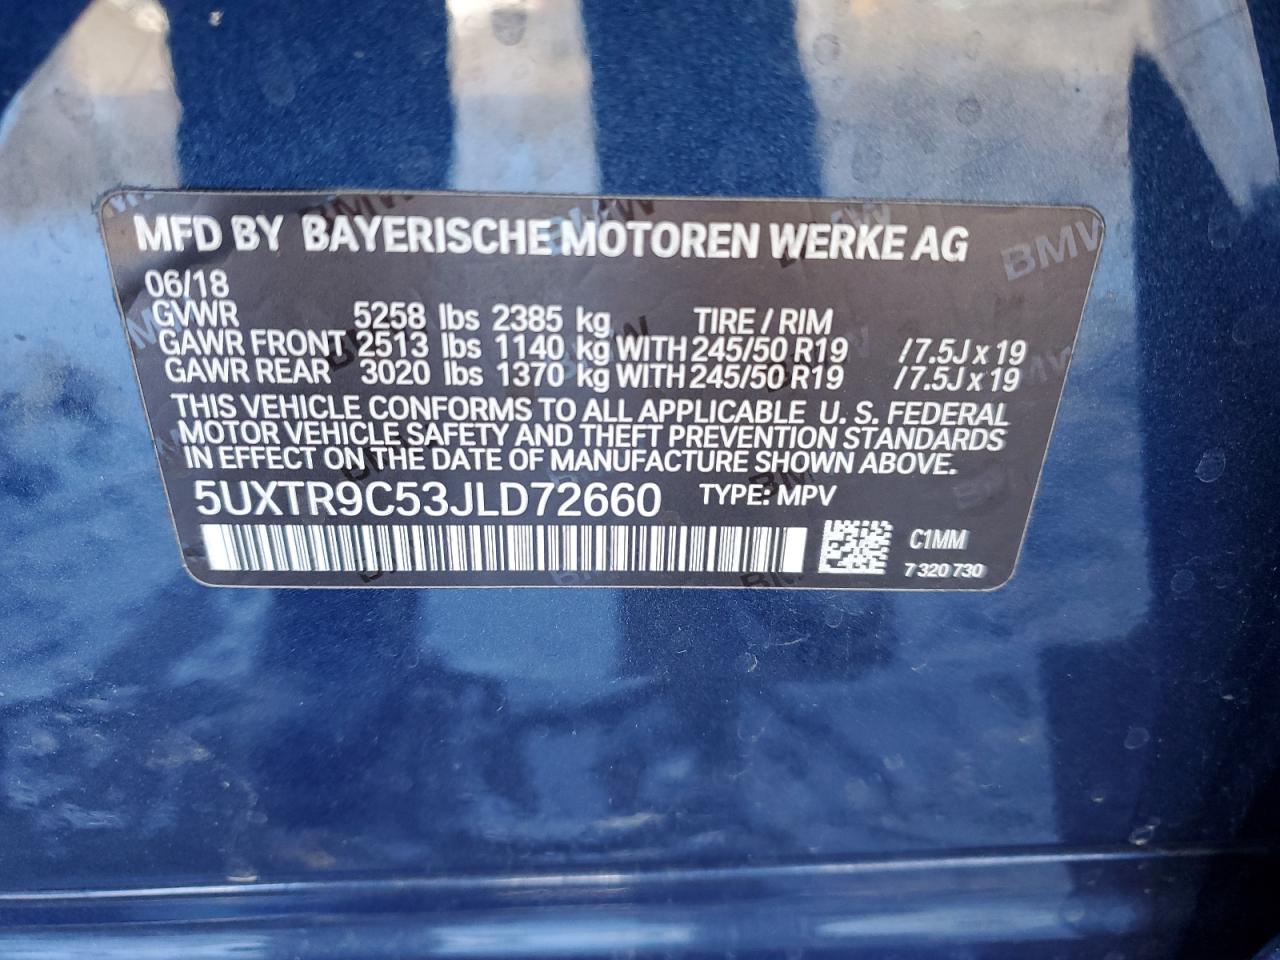 MFD BY BAYERISCHE MOTOREN WERKE AG
06/18
GVWR 5258 lbs 2385 kg TIRE / RIM
GAWR FRONT 2513 lbs 1140 kg WITH 245/50 R19 /7.5J x 19
GAWR REAR 3020 lbs 1370 kg WITH 245/50 R19 /7.5J x 19
THIS VEHICLE CONFORMS TO ALL APPLICABLE U. S. FEDERAL
MOTOR VEHICLE SAFETY AND THEFT PREVENTION STANDARDS
IN EFFECT ON THE DATE OF MANUFACTURE SHOWN ABOVE.
5UXTR9C53JLD72660 TYPE: MPV
C1MM
7 320 730
BMW